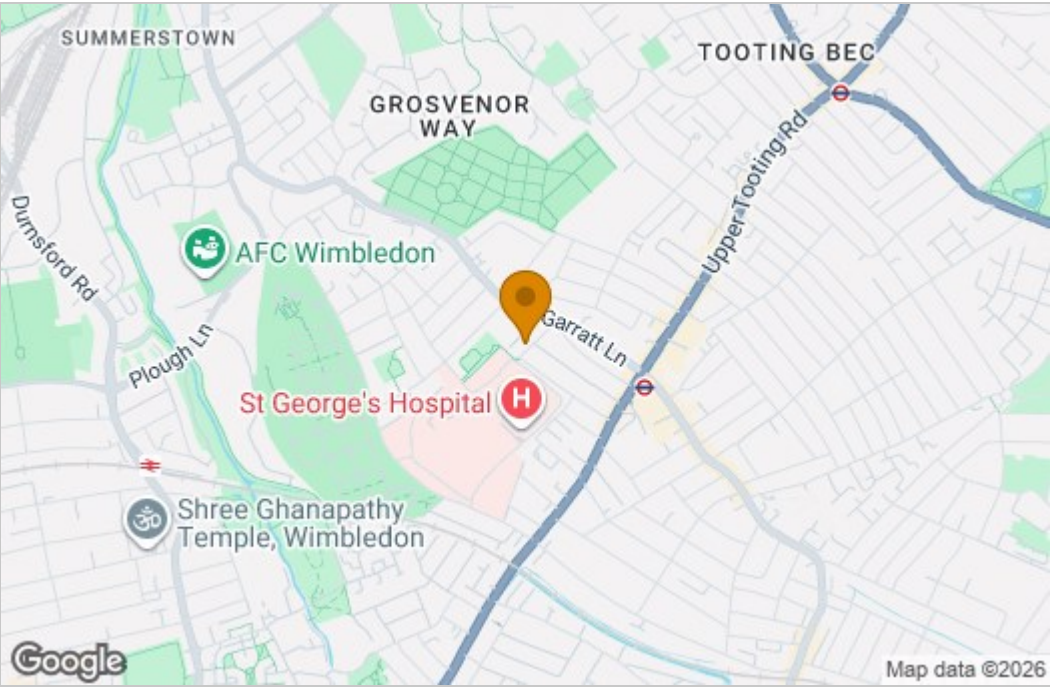 SUMMERSTOWN
TOOTING BEC
GROSVENOR
WAY
Upper Tooting Rd
Durnsford Rd
AFC Wimbledon
Garratt Ln
Plough Ln
St George's Hospital
H
Shree Ghanapathy
Temple, Wimbledon
Google
Map data ©2026